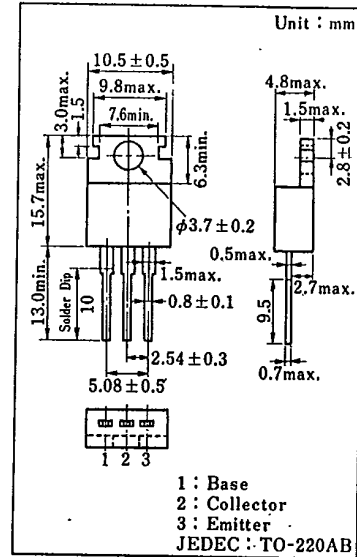 Unit : mm
10.5±0.5
9.8max.
7.6min.
1.5
3.0max.
15.7max.
13.0min.
Solder Dip
10
6.3min.
φ3.7±0.2
1.5max.
0.8±0.1
2.54±0.3
5.08±0.5
4.8max.
1.5max.
2.8±0.2
0.5max.
2.7max.
9.5
0.7max.
1 2 3
1 : Base
2 : Collector
3 : Emitter
JEDEC : TO-220AB